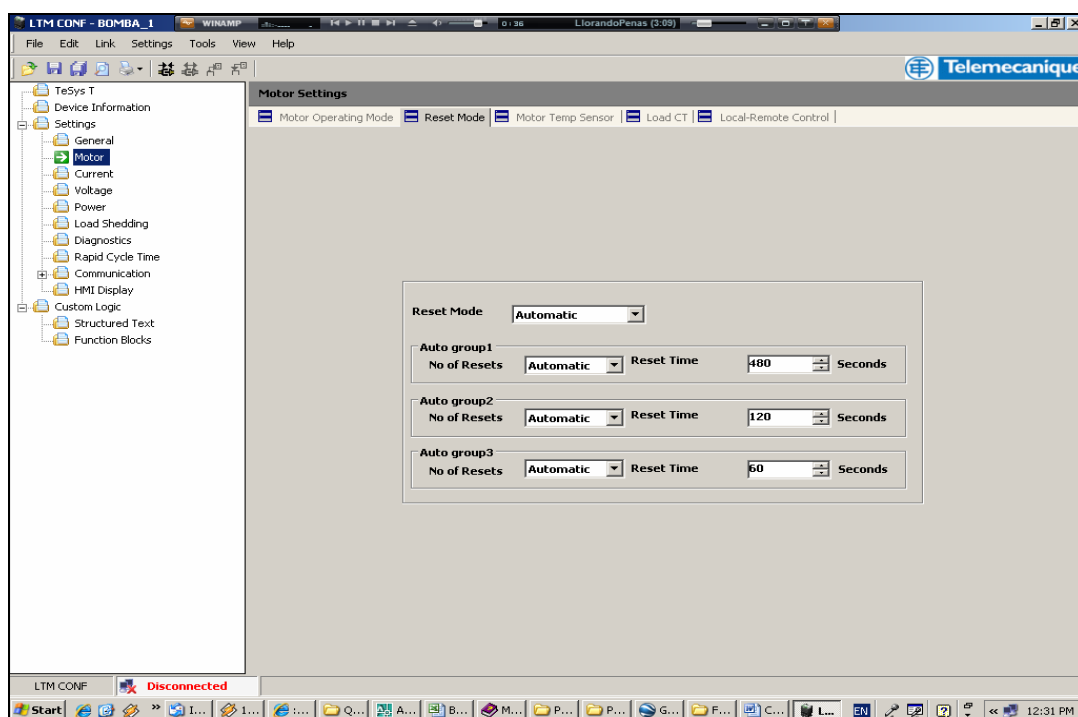 LTM CONF - BOMBA_1 WINAMP 0:36 LlorandoPenas (3:09)
File Edit Link Settings Tools View Help
Telemecanique
TeSys T
Device Information
Settings
General
Motor
Current
Voltage
Power
Load Shedding
Diagnostics
Rapid Cycle Time
Communication
HMI Display
Custom Logic
Structured Text
Function Blocks
Motor Settings
Motor Operating Mode Reset Mode Motor Temp Sensor Load CT Local-Remote Control
Reset Mode Automatic
Auto group1
No of Resets Automatic Reset Time 480 Seconds
Auto group2
No of Resets Automatic Reset Time 120 Seconds
Auto group3
No of Resets Automatic Reset Time 60 Seconds
LTM CONF Disconnected
Start » I... 1... :... Q... A... B... M... P... P... G... F... C... L... EN « 12:31 PM